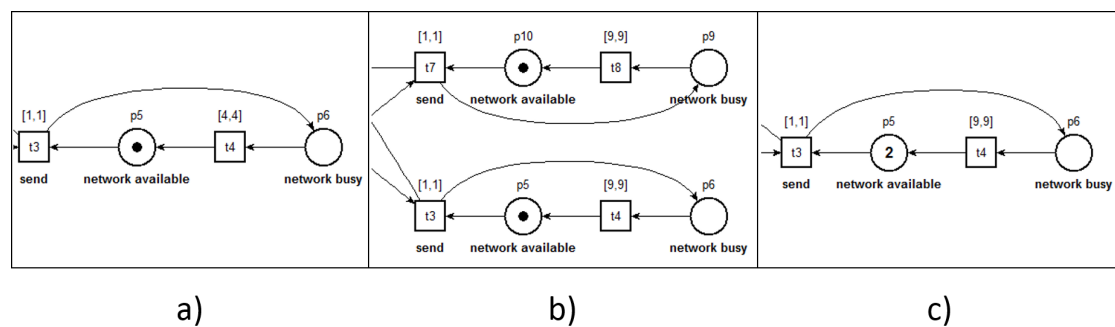 [1,1] p5 [4,4] p6
t3 t4
send network available network busy
a)
[1,1] p10 [9,9] p9
t7 t8
send network available network busy
[1,1] p5 [9,9] p6
t3 t4
send network available network busy
b)
[1,1] p5 [9,9] p6
t3 2 t4
send network available network busy
c)